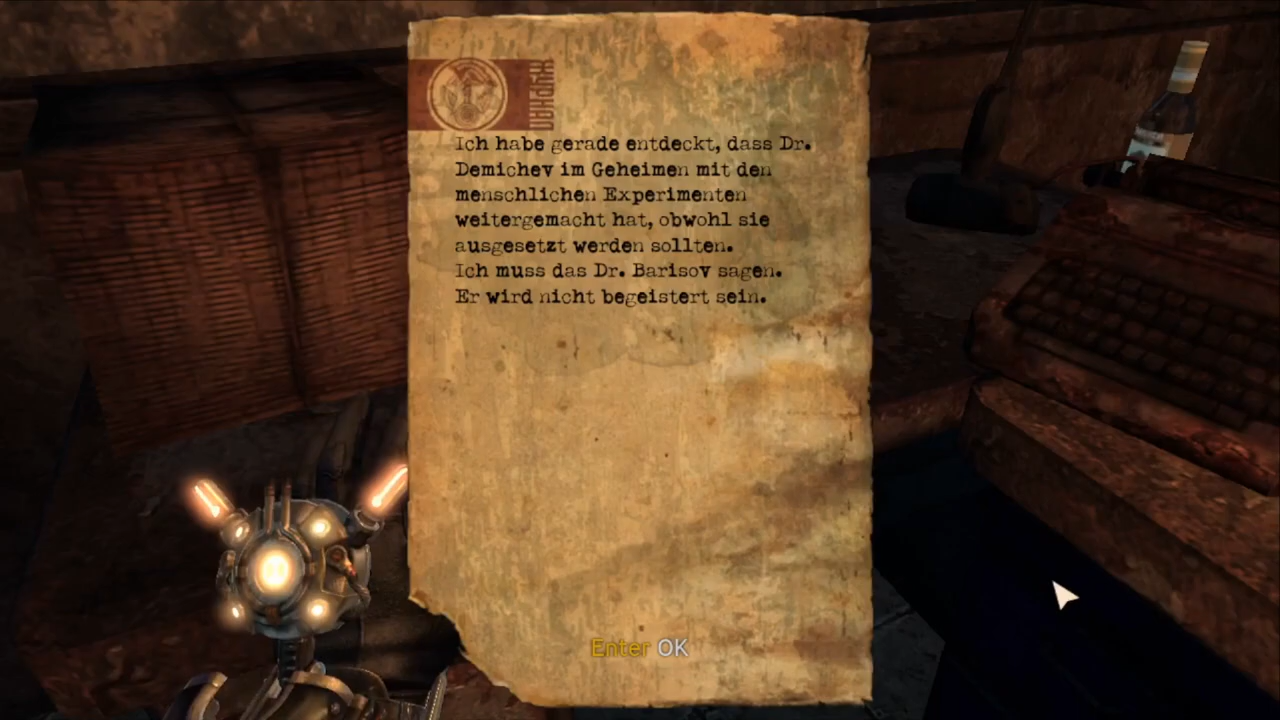 Ich habe gerade entdeckt, dass Dr.
Demichev im Geheimen mit den
menschlichen Experimenten
weitergemacht hat, obwohl sie
ausgesetzt werden sollten.
Ich muss das Dr. Barisov sagen.
Er wird nicht begeistert sein.
Enter OK